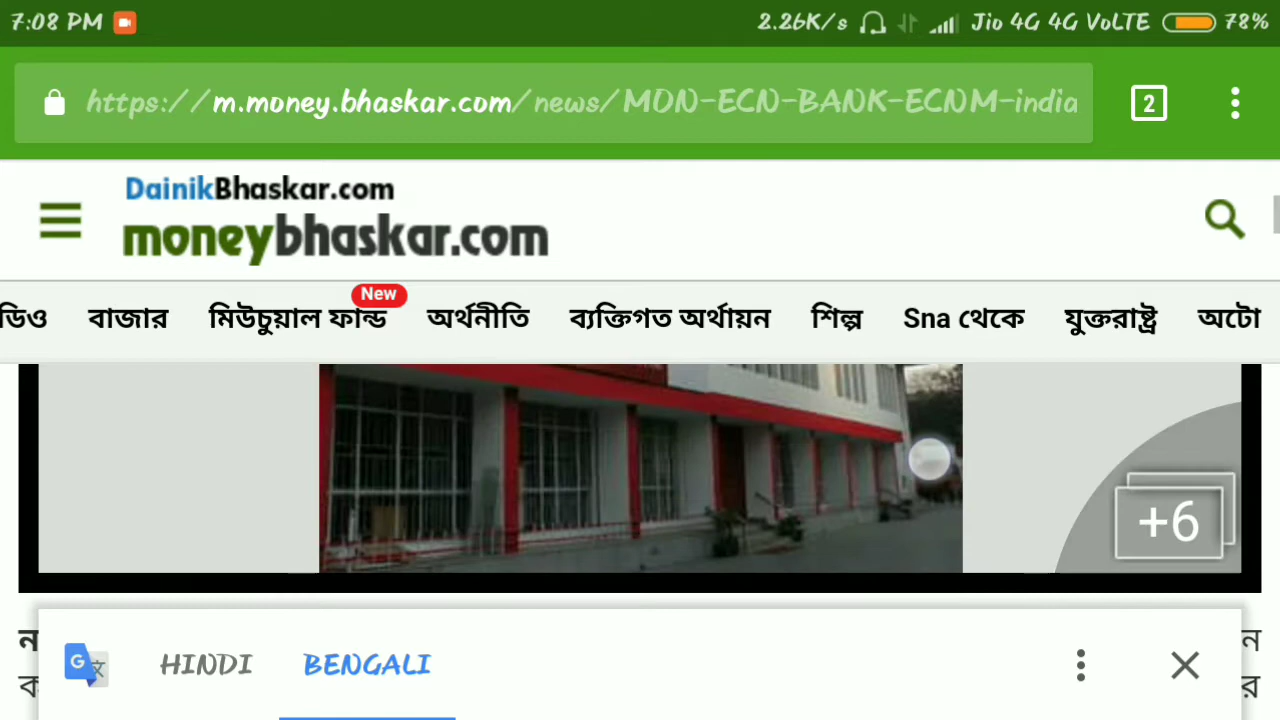 7:08 PM 2.26K/s Jio 4G 4G VoLTE 78%
https://m.money.bhaskar.com/news/MON-ECN-BANK-ECNM-india 2
DainikBhaskar.com
moneybhaskar.com
New
ডিও বাজার মিউচুয়াল ফান্ড অর্থনীতি ব্যক্তিগত অর্থায়ন শিল্প Sna থেকে যুক্তরাষ্ট্র অটো
+6
HINDI BENGALI